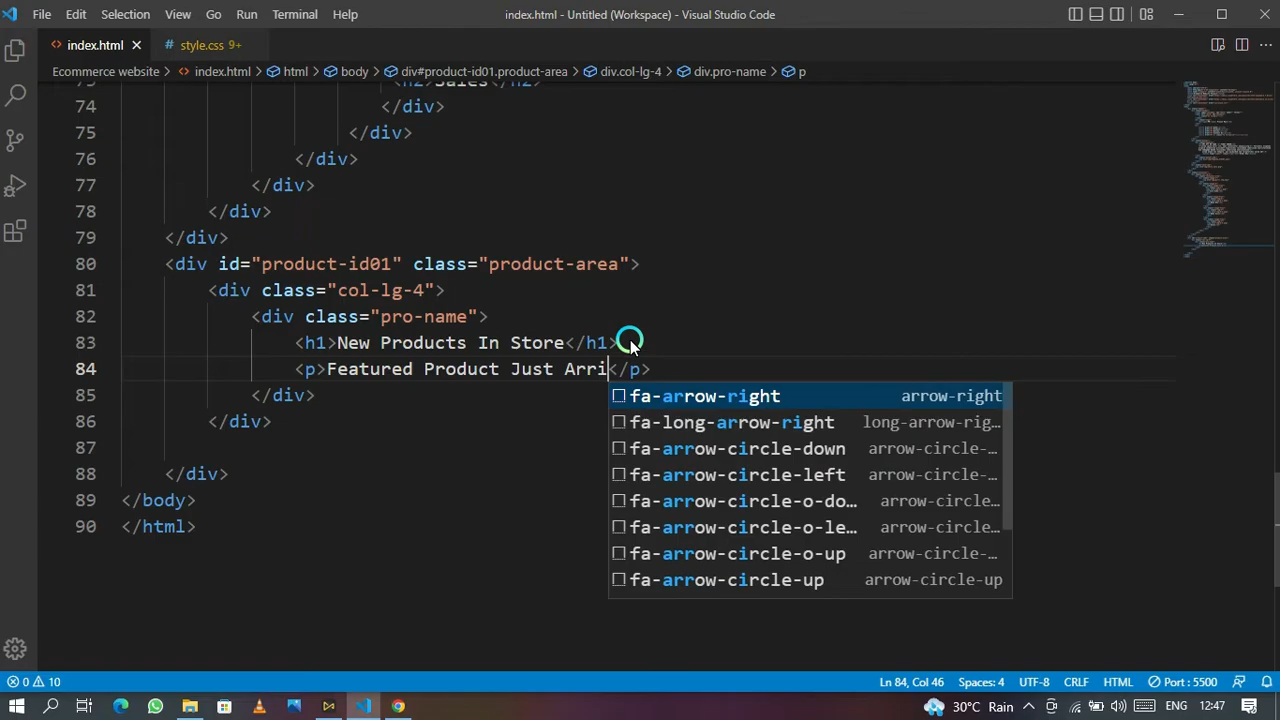 File Edit Selection View Go Run Terminal Help
index.html - Untitled (Workspace) - Visual Studio Code
index.html
style.css 9+
Ecommerce website > index.html > html > body > div#product-id01.product-area > div.col-lg-4 > div.pro-name > p
73 <h2>Sales</h2>
74 </div>
75 </div>
76 </div>
77 </div>
78 </div>
79 </div>
80 <div id="product-id01" class="product-area">
81 <div class="col-lg-4">
82 <div class="pro-name">
83 <h1>New Products In Store</h1>
84 <p>Featured Product Just Arri</p>
85 </div>
86 </div>
87
88 </div>
89 </body>
90 </html>
fa-arrow-right arrow-right
fa-long-arrow-right long-arrow-rig…
fa-arrow-circle-down arrow-circle-…
fa-arrow-circle-left arrow-circle-…
fa-arrow-circle-o-do… arrow-circle…
fa-arrow-circle-o-le… arrow-circle…
fa-arrow-circle-o-up arrow-circle-…
fa-arrow-circle-up arrow-circle-up
0 10
Ln 84, Col 46 Spaces: 4 UTF-8 CRLF HTML Port : 5500
30°C Rain ENG 12:47